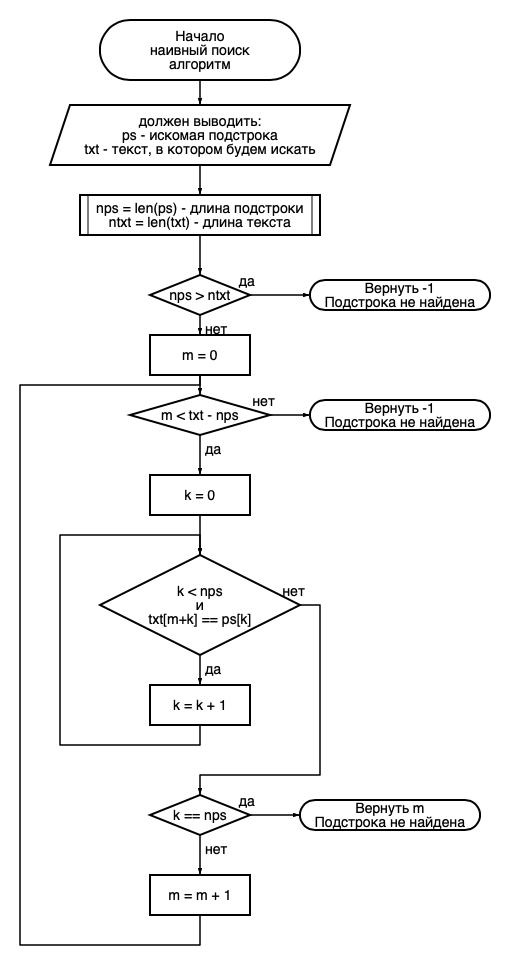 Начало
наивный поиск
алгоритм
должен выводить:
ps - искомая подстрока
txt - текст, в котором будем искать
nps = len(ps) - длина подстроки
ntxt = len(txt) - длина текста
nps > ntxt
да
Вернуть -1
Подстрока не найдена
нет
m = 0
m < txt - nps
нет
Вернуть -1
Подстрока не найдена
да
k = 0
k < nps
и
txt[m+k] == ps[k]
нет
да
k = k + 1
k == nps
да
Вернуть m
Подстрока не найдена
нет
m = m + 1